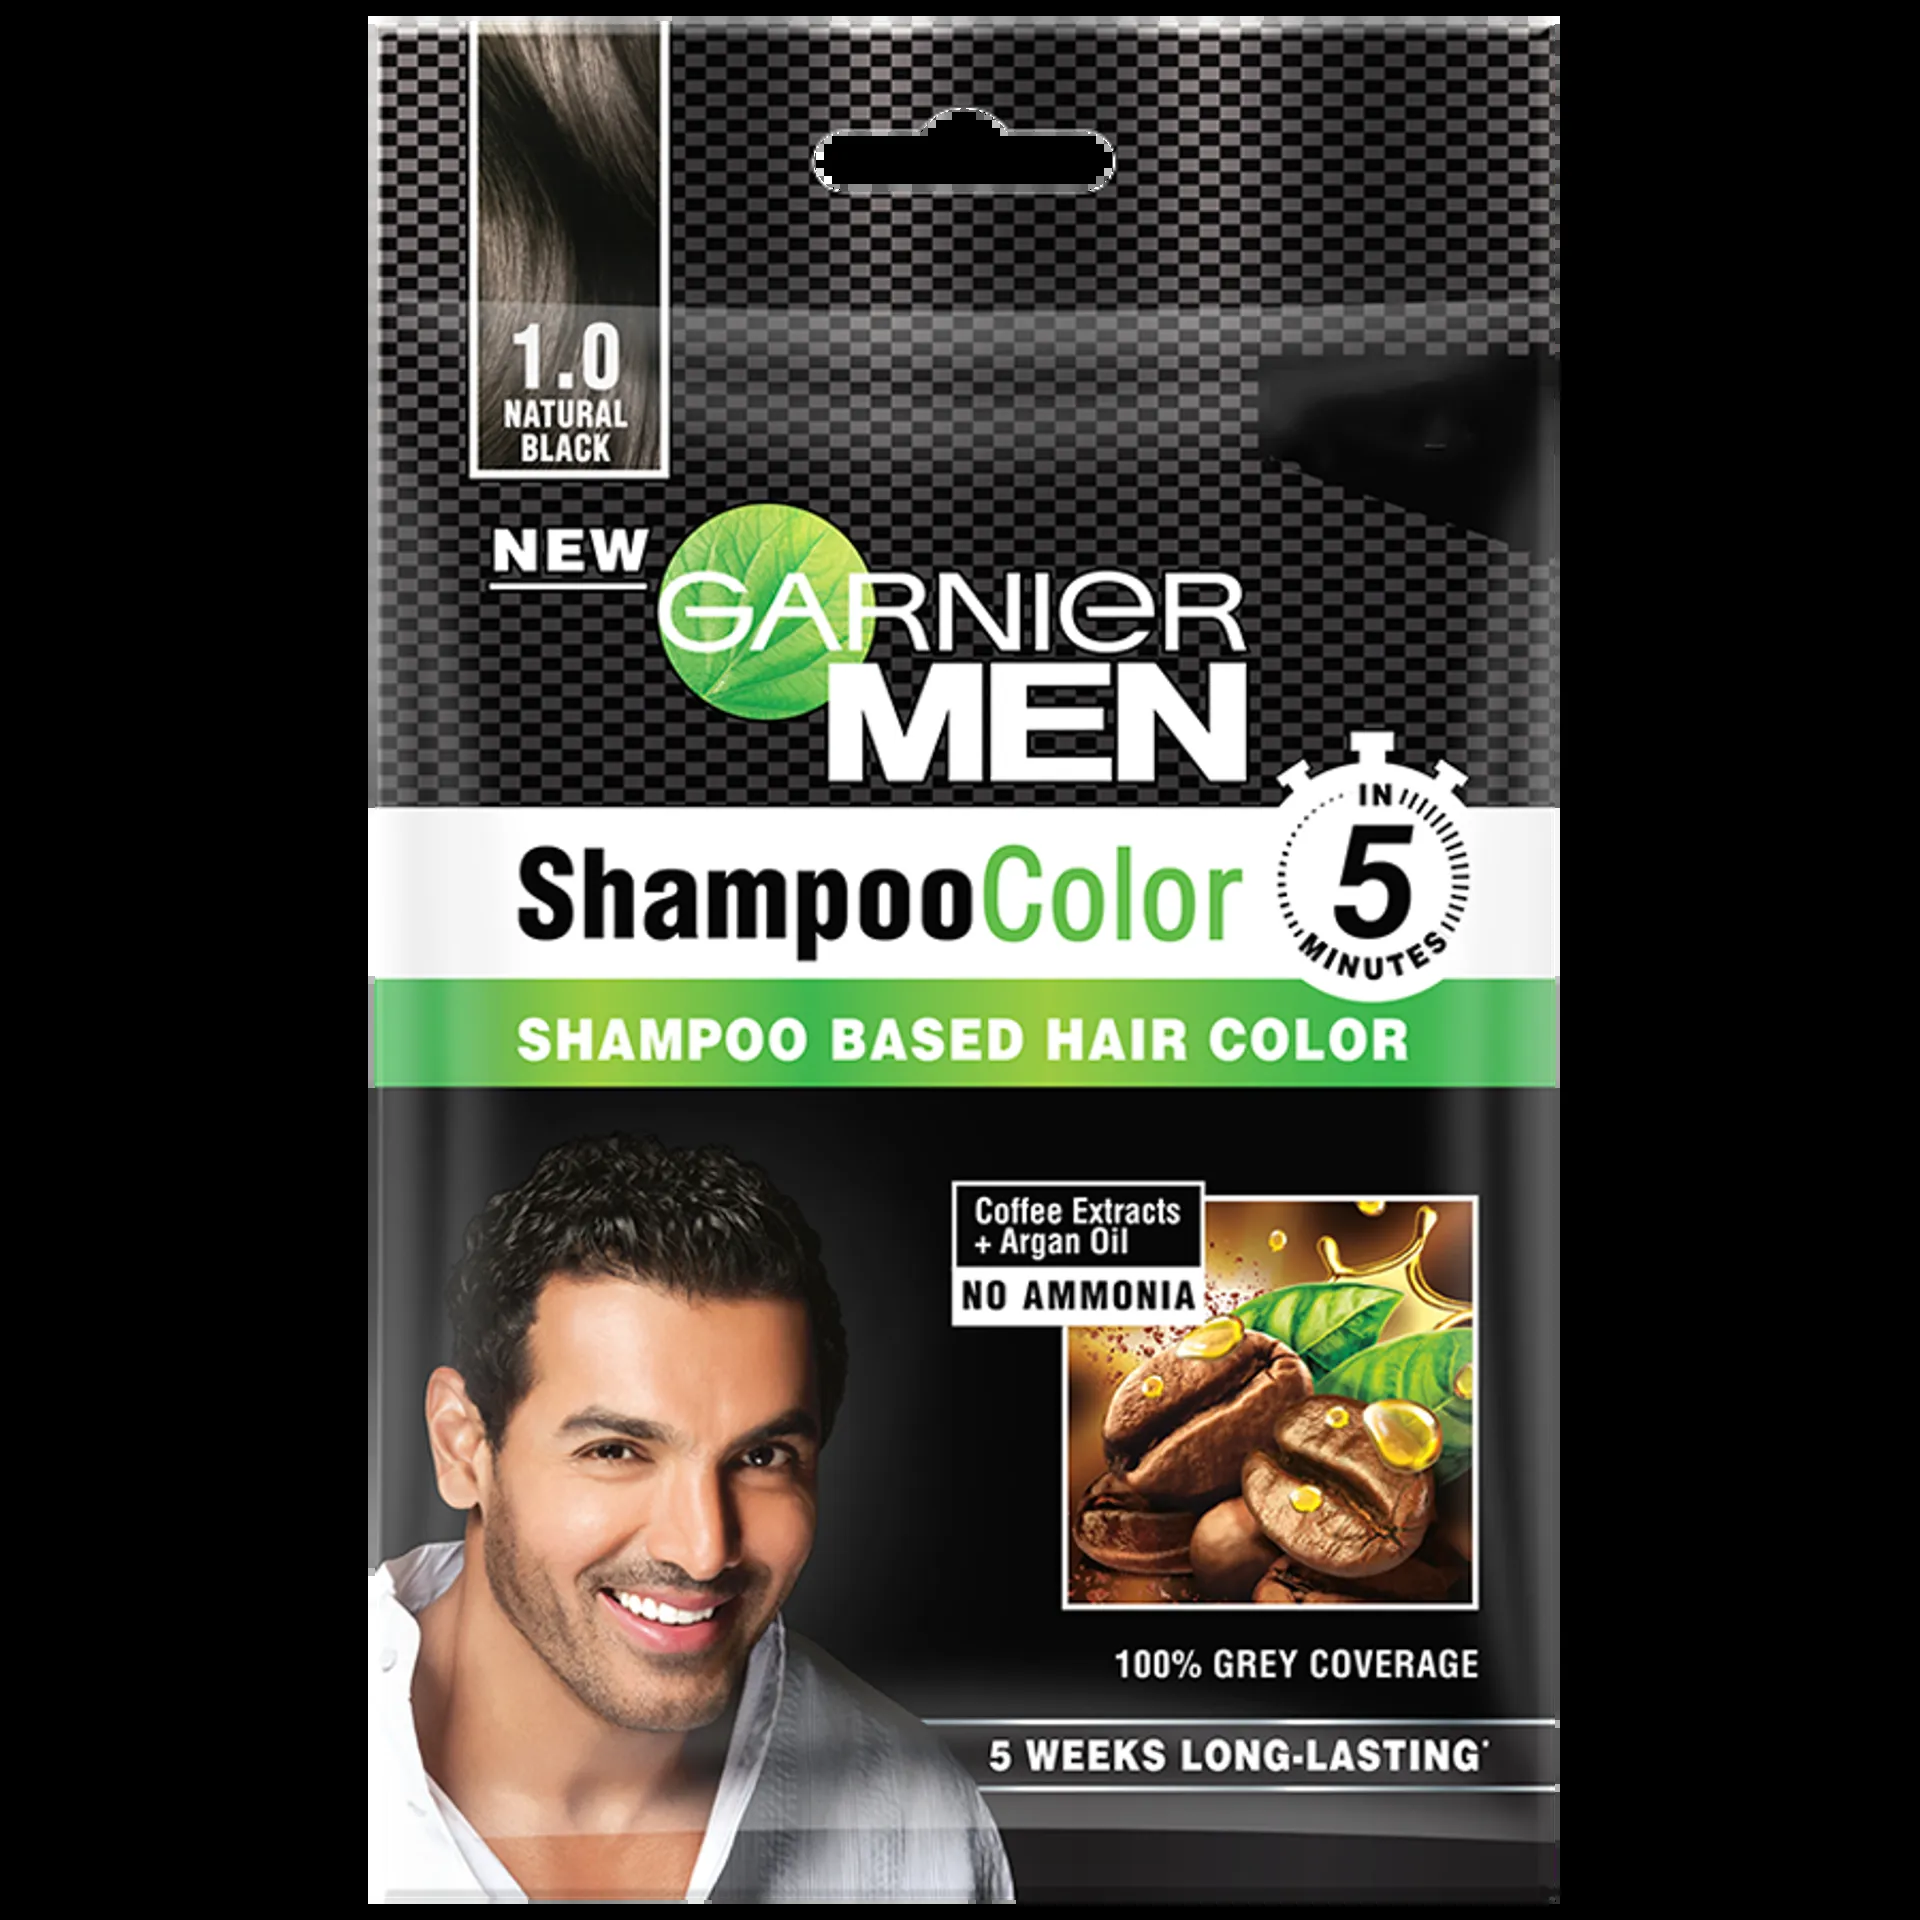 1.0
NATURAL
BLACK
NEW
GARNIER
MEN
IN
5
MINUTES
ShampooColor
SHAMPOO BASED HAIR COLOR
Coffee Extracts
+ Argan Oil
NO AMMONIA
100% GREY COVERAGE
5 WEEKS LONG-LASTING*